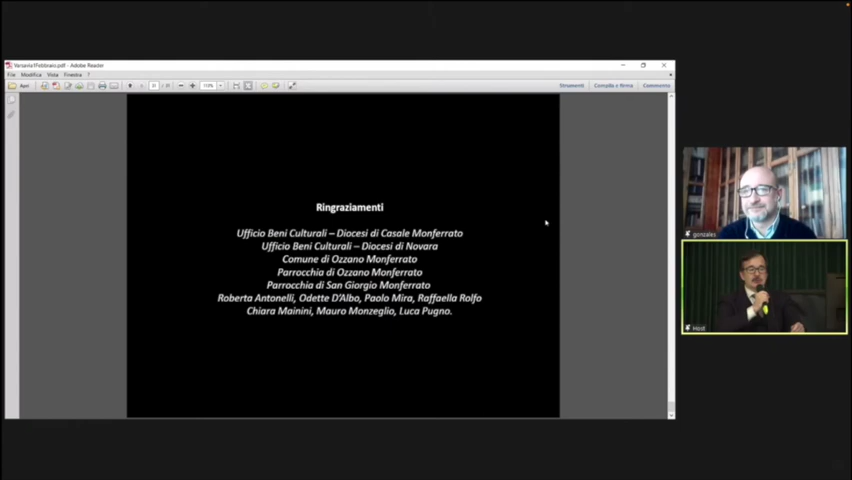 Varsavia1Febbraio.pdf - Adobe Reader
File Modifica Vista Finestra ?
Apri
Strumenti Compila e firma Commento
Ringraziamenti
Ufficio Beni Culturali – Diocesi di Casale Monferrato
Ufficio Beni Culturali – Diocesi di Novara
Comune di Ozzano Monferrato
Parrocchia di Ozzano Monferrato
Parrocchia di San Giorgio Monferrato
Roberta Antonelli, Odette D'Albo, Paolo Mira, Raffaella Rolfo
Chiara Mainini, Mauro Monzeglio, Luca Pugno.
gonzales
Host